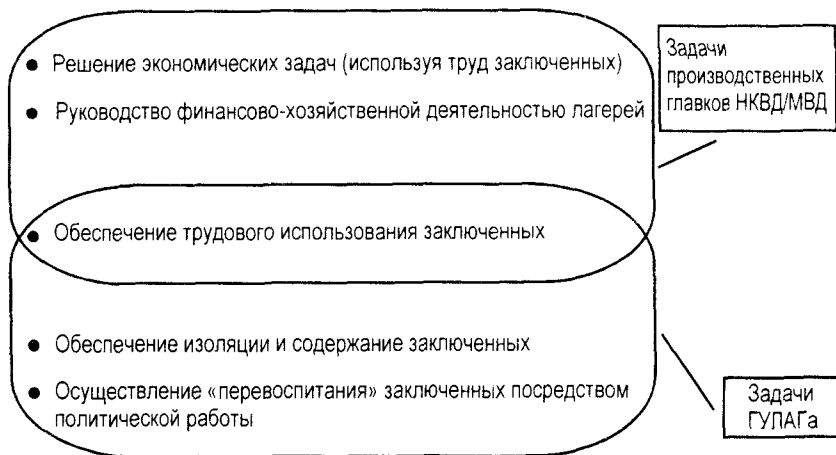 ● Решение экономических задач (используя труд заключенных)
● Руководство финансово-хозяйственной деятельностью лагерей
● Обеспечение трудового использования заключенных
● Обеспечение изоляции и содержание заключенных
● Осуществление «перевоспитания» заключенных посредством
политической работы
Задачи
производственных
главков НКВД/МВД
Задачи
ГУЛАГа